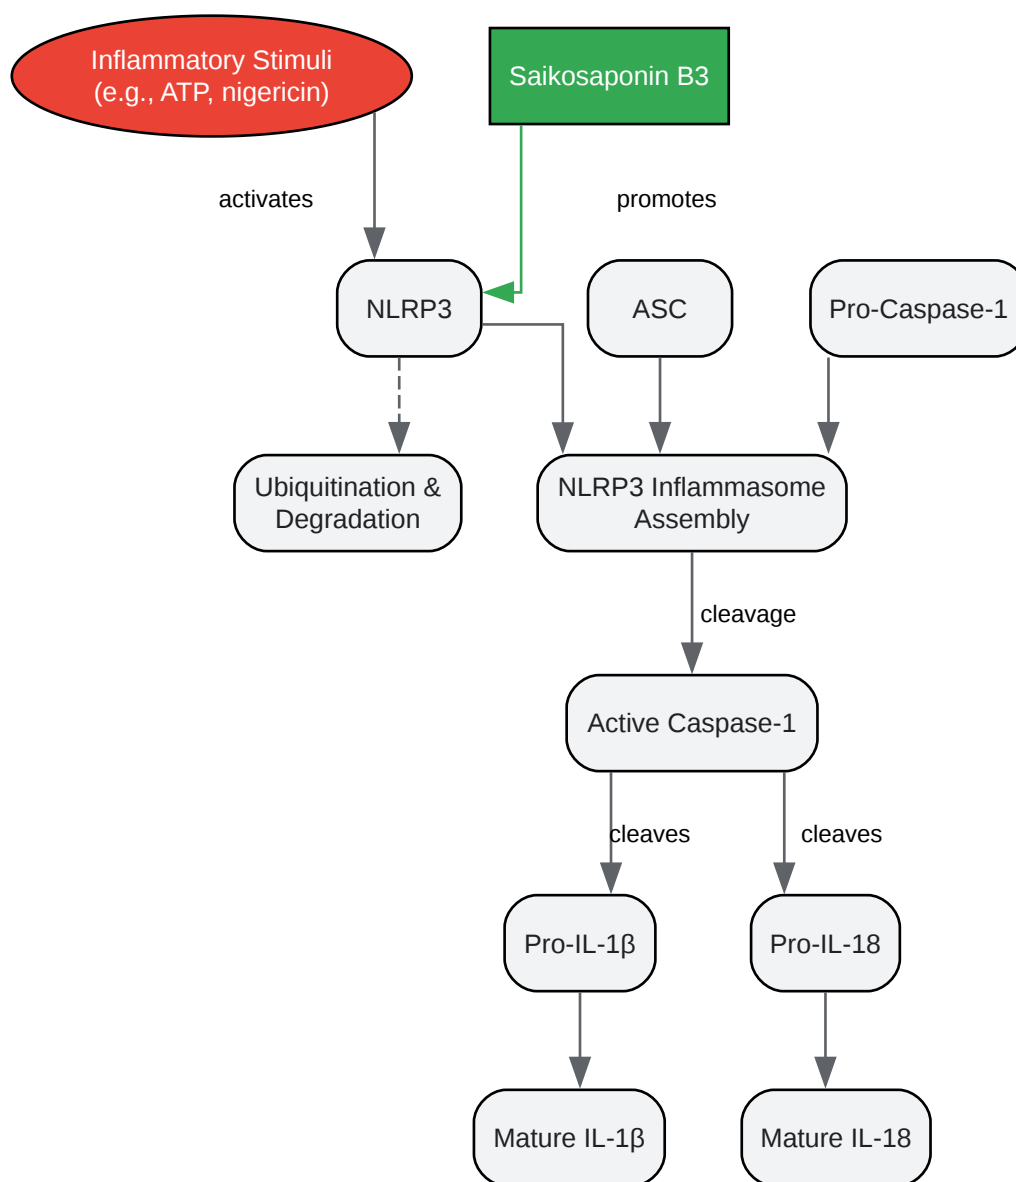 Inflammatory Stimuli
(e.g., ATP, nigericin)
Saikosaponin B3
activates
promotes
NLRP3
ASC
Pro-Caspase-1
Ubiquitination &
Degradation
NLRP3 Inflammasome
Assembly
cleavage
Active Caspase-1
cleaves
cleaves
Pro-IL-1β
Pro-IL-18
Mature IL-1β
Mature IL-18